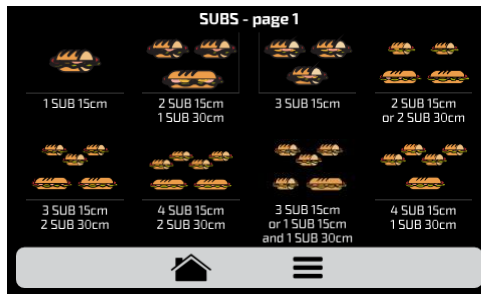 SUBS - page 1
1 SUB 15cm
2 SUB 15cm
1 SUB 30cm
3 SUB 15cm
2 SUB 15cm
or 2 SUB 30cm
3 SUB 15cm
2 SUB 30cm
4 SUB 15cm
2 SUB 30cm
3 SUB 15cm
or 1 SUB 15cm
and 1 SUB 30cm
4 SUB 15cm
1 SUB 30cm